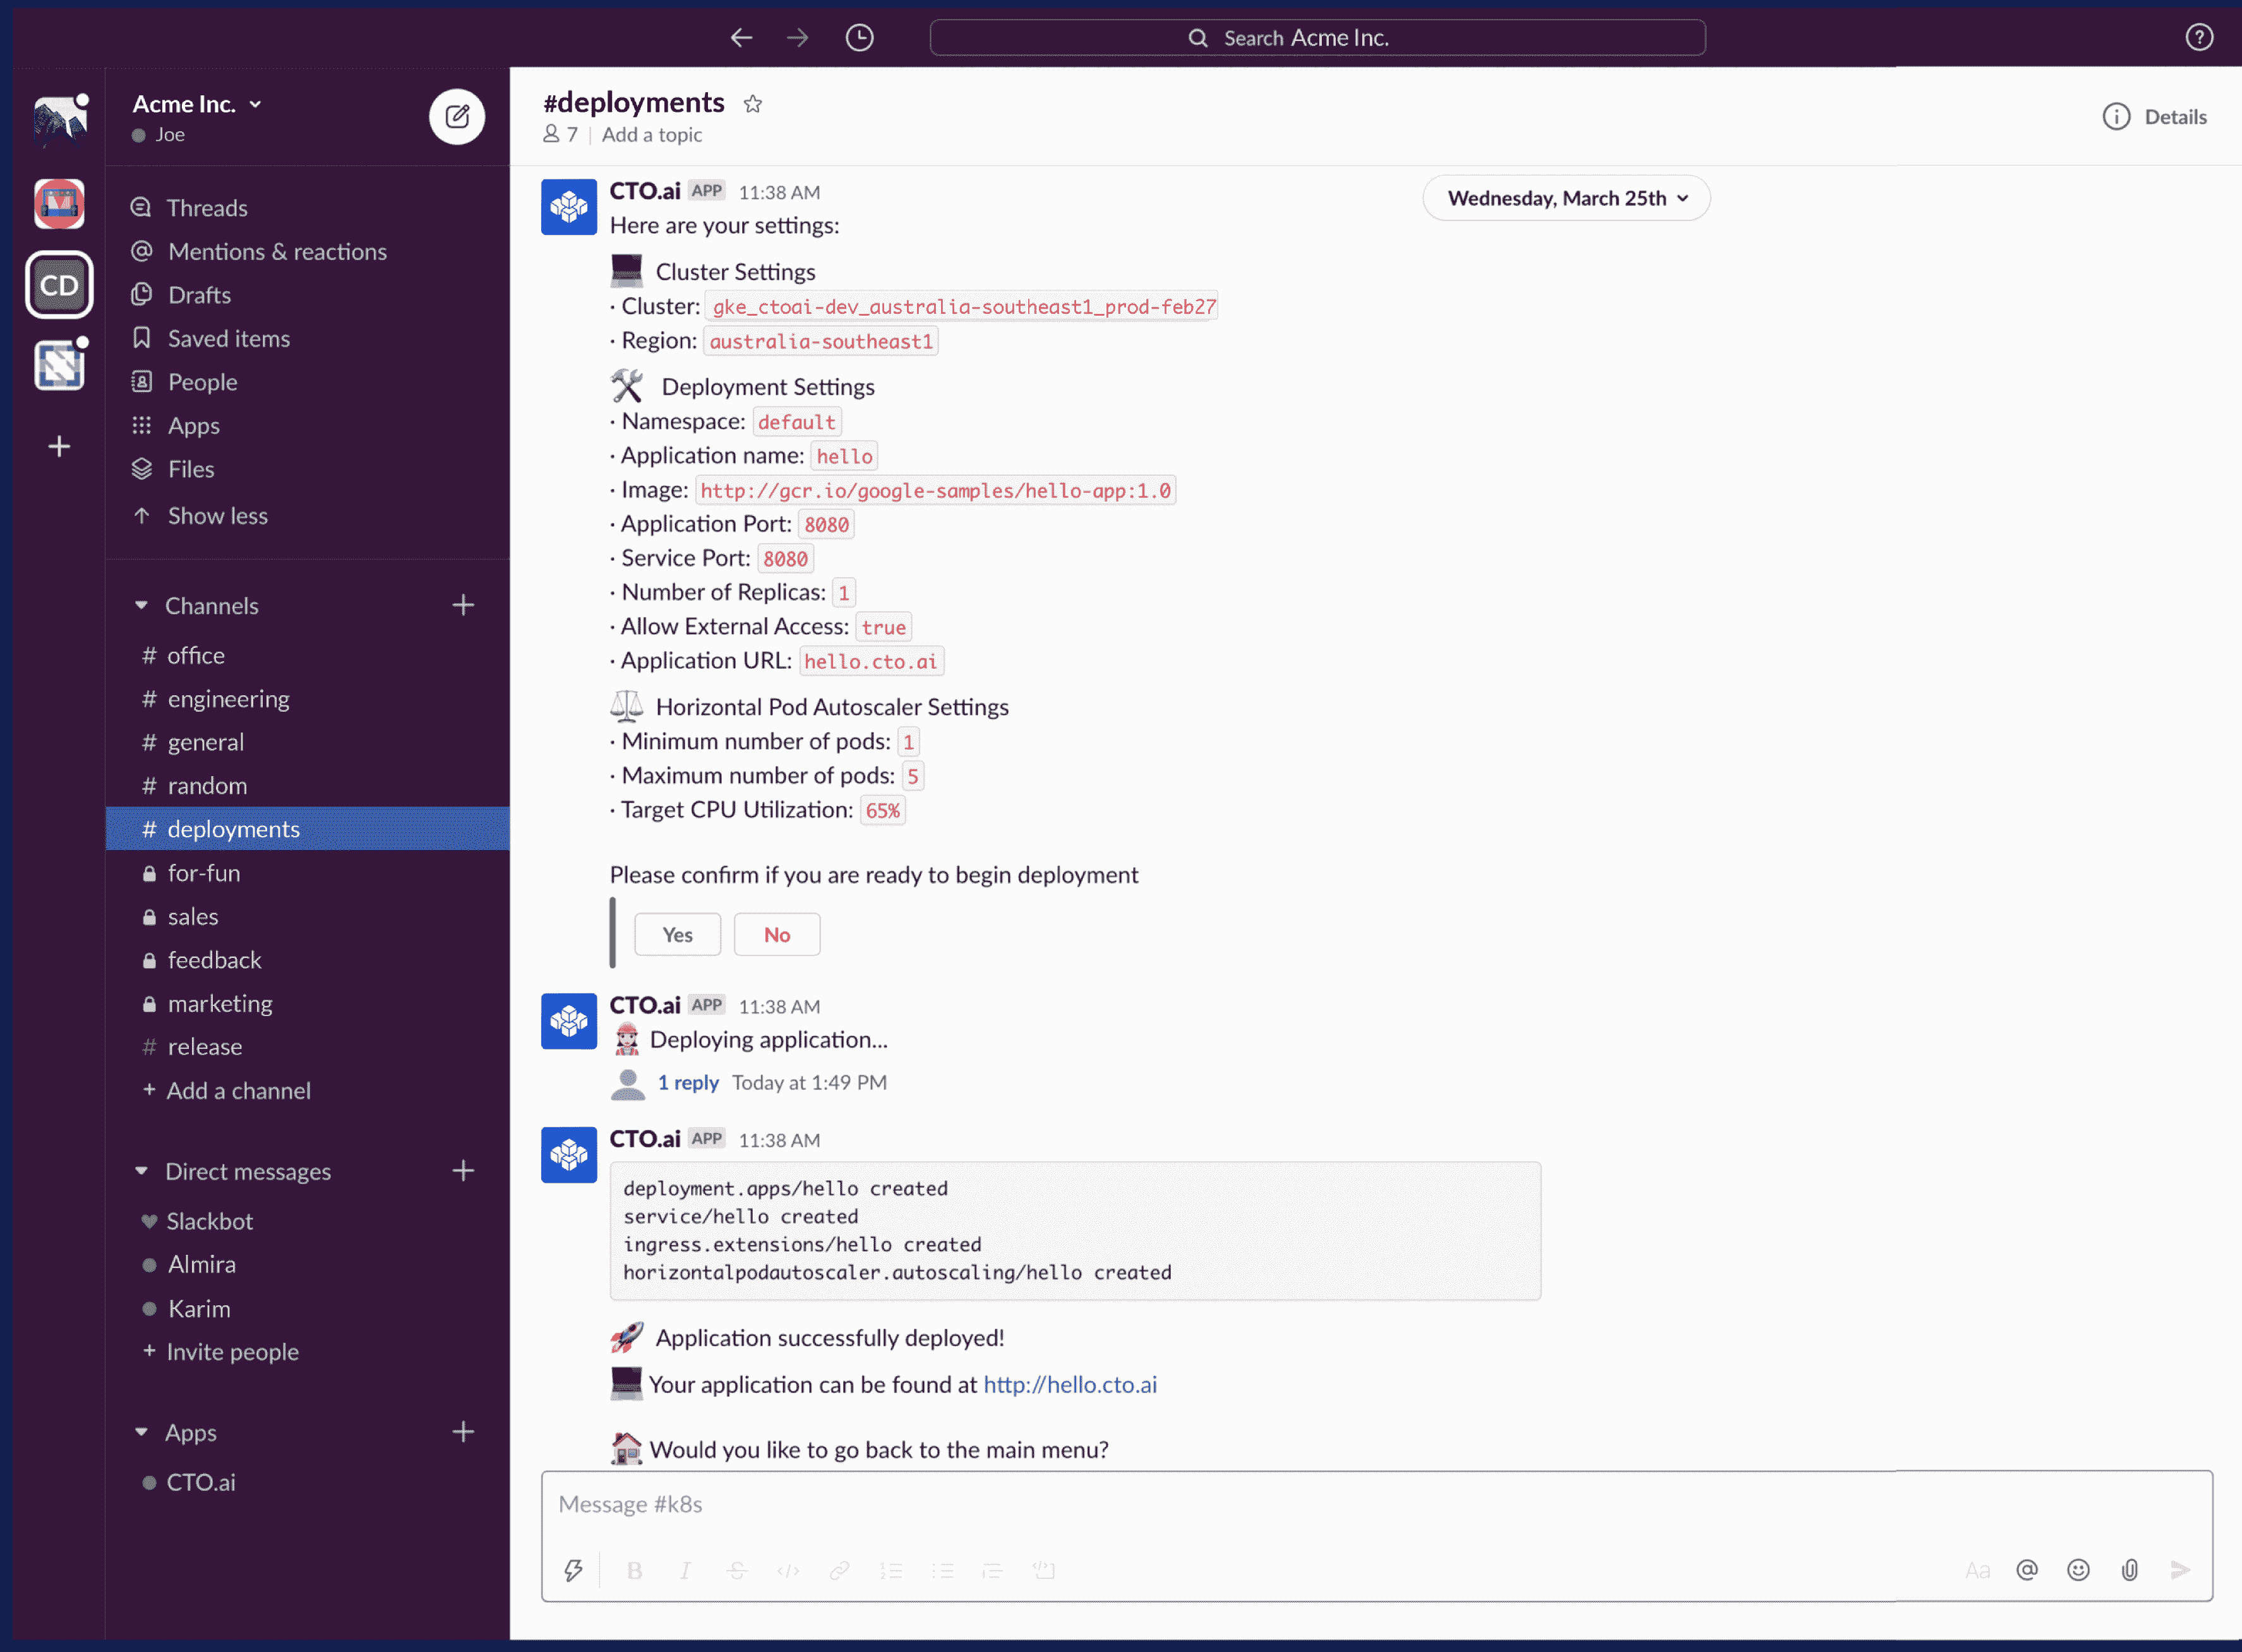 Search Acme Inc.
Acme Inc.
Joe
CD
Threads
Mentions & reactions
Drafts
Saved items
People
Apps
Files
Show less
Channels
# office
# engineering
# general
# random
# deployments
for-fun
sales
feedback
marketing
# release
+ Add a channel
Direct messages
Slackbot
Almira
Karim
+ Invite people
Apps
CTO.ai
#deployments
7 | Add a topic
Details
Wednesday, March 25th
CTO.ai APP 11:38 AM
Here are your settings:
Cluster Settings
· Cluster: gke_ctoai-dev_australia-southeast1_prod-feb27
· Region: australia-southeast1
Deployment Settings
· Namespace: default
· Application name: hello
· Image: http://gcr.io/google-samples/hello-app:1.0
· Application Port: 8080
· Service Port: 8080
· Number of Replicas: 1
· Allow External Access: true
· Application URL: hello.cto.ai
Horizontal Pod Autoscaler Settings
· Minimum number of pods: 1
· Maximum number of pods: 5
· Target CPU Utilization: 65%
Please confirm if you are ready to begin deployment
Yes No
CTO.ai APP 11:38 AM
Deploying application...
1 reply Today at 1:49 PM
CTO.ai APP 11:38 AM
deployment.apps/hello created
service/hello created
ingress.extensions/hello created
horizontalpodautoscaler.autoscaling/hello created
Application successfully deployed!
Your application can be found at http://hello.cto.ai
Would you like to go back to the main menu?
Message #k8s
B I S </> Aa @